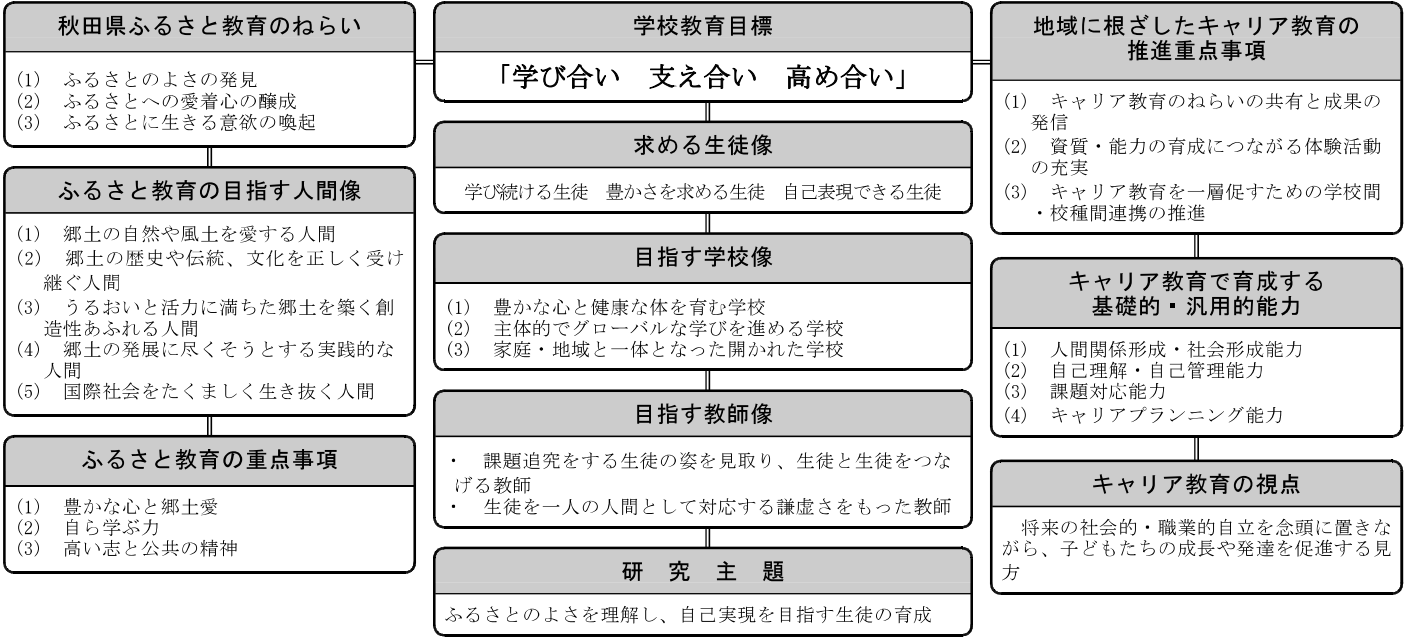 秋田県ふるさと教育のねらい
(1)　ふるさとのよさの発見
(2)　ふるさとへの愛着心の醸成
(3)　ふるさとに生きる意欲の喚起
ふるさと教育の目指す人間像
(1)　郷土の自然や風土を愛する人間
(2)　郷土の歴史や伝統、文化を正しく受け
継ぐ人間
(3)　うるおいと活力に満ちた郷土を築く創
造性あふれる人間
(4)　郷土の発展に尽くそうとする実践的な
人間
(5)　国際社会をたくましく生き抜く人間
ふるさと教育の重点事項
(1)　豊かな心と郷土愛
(2)　自ら学ぶ力
(3)　高い志と公共の精神
学校教育目標
「学び合い　支え合い　高め合い」
求める生徒像
学び続ける生徒　豊かさを求める生徒　自己表現できる生徒
目指す学校像
(1)　豊かな心と健康な体を育む学校
(2)　主体的でグローバルな学びを進める学校
(3)　家庭・地域と一体となった開かれた学校
目指す教師像
・　課題追究をする生徒の姿を見取り、生徒と生徒をつな
げる教師
・　生徒を一人の人間として対応する謙虚さをもった教師
研　究　主　題
ふるさとのよさを理解し、自己実現を目指す生徒の育成
地域に根ざしたキャリア教育の
推進重点事項
(1)　キャリア教育のねらいの共有と成果の
発信
(2)　資質・能力の育成につながる体験活動
の充実
(3)　キャリア教育を一層促すための学校間
・校種間連携の推進
キャリア教育で育成する
基礎的・汎用的能力
(1)　人間関係形成・社会形成能力
(2)　自己理解・自己管理能力
(3)　課題対応能力
(4)　キャリアプランニング能力
キャリア教育の視点
将来の社会的・職業的自立を念頭に置きな
がら、子どもたちの成長や発達を促進する見
方